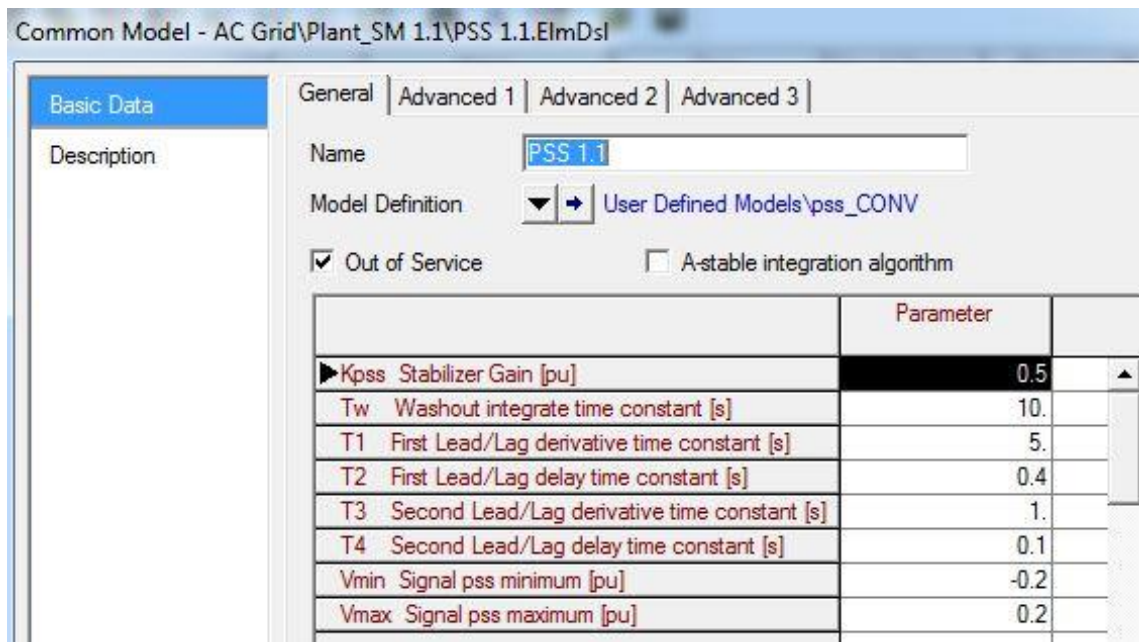 Common Model - AC Grid\Plant_SM 1.1\PSS 1.1.ElmDsl
Basic Data
Description
General Advanced 1 Advanced 2 Advanced 3
Name PSS 1.1
Model Definition User Defined Models\pss_CONV
Out of Service A-stable integration algorithm
Parameter
Kpss Stabilizer Gain [pu] 0.5
Tw Washout integrate time constant [s] 10.
T1 First Lead/Lag derivative time constant [s] 5.
T2 First Lead/Lag delay time constant [s] 0.4
T3 Second Lead/Lag derivative time constant [s] 1.
T4 Second Lead/Lag delay time constant [s] 0.1
Vmin Signal pss minimum [pu] -0.2
Vmax Signal pss maximum [pu] 0.2